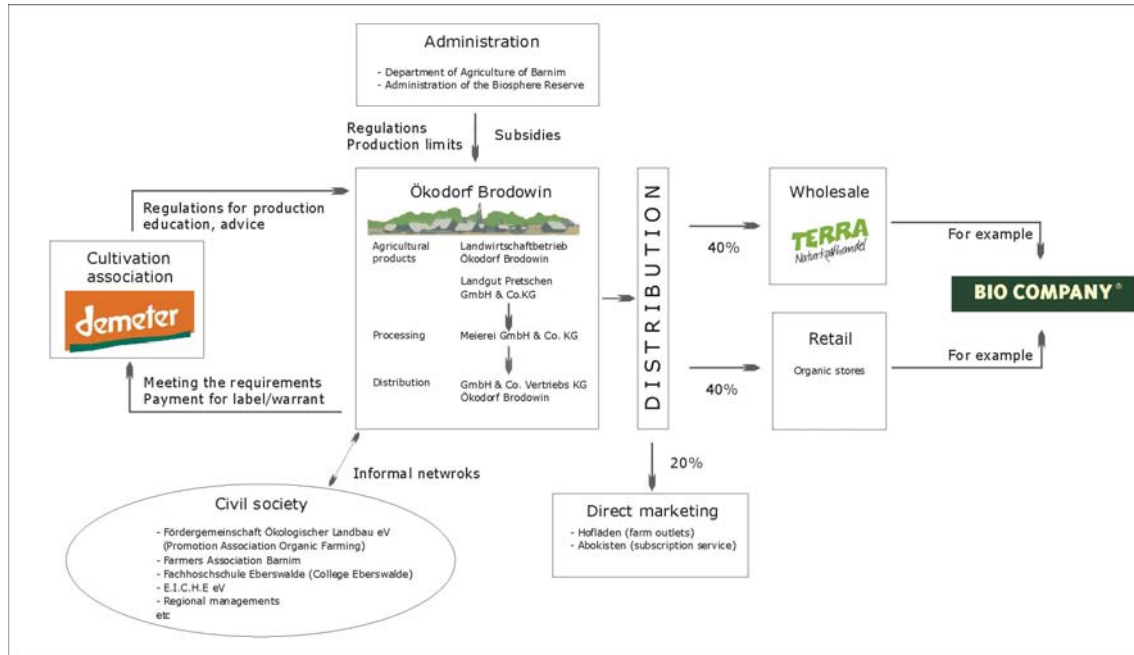 Administration
- Department of Agriculture of Barnim
- Administration of the Biosphere Reserve
Regulations
Production limits
Subsidies
Ökodorf Brodowin
Agricultural
products
Landwirtschaftbetrieb
Ökodorf Brodowin
Landgut Pretschen
GmbH & Co.KG
Processing
Meierei GmbH & Co. KG
Distribution
GmbH & Co. Vertriebs KG
Ökodorf Brodowin
Regulations for production
education, advice
Cultivation
association
demeter
Meeting the requirements
Payment for label/warrant
Informal netwroks
Civil society
- Fördergemeinschaft Ökologischer Landbau eV
(Promotion Association Organic Farming)
- Farmers Association Barnim
- Fachhoschschule Eberswalde (College Eberswalde)
- E.I.C.H.E eV
- Regional managements
etc
DISTRIBUTION
40%
Wholesale
TERRA
Naturkosthandel
For example
BIO COMPANY®
40%
Retail
Organic stores
For example
20%
Direct marketing
- Hofläden (farm outlets)
- Abokisten (subscription service)